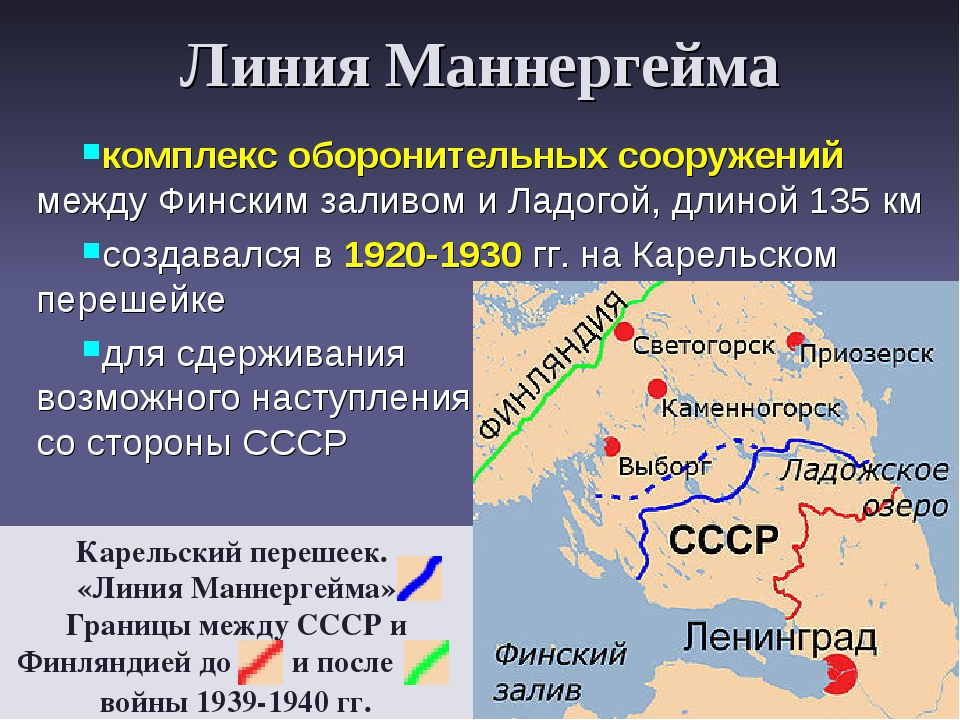 Линия Маннергейма
комплекс оборонительных сооружений
между Финским заливом и Ладогой, длиной 135 км
создавался в 1920-1930 гг. на Карельском
перешейке
для сдерживания
возможного наступления
со стороны СССР
ФИНЛЯНДИЯ
Светогорск
Приозерск
Каменногорск
Выборг
Ладожское
озеро
СССР
Ленинград
Финский
залив
Карельский перешеек.
«Линия Маннергейма»
Границы между СССР и
Финляндией до и после
войны 1939-1940 гг.